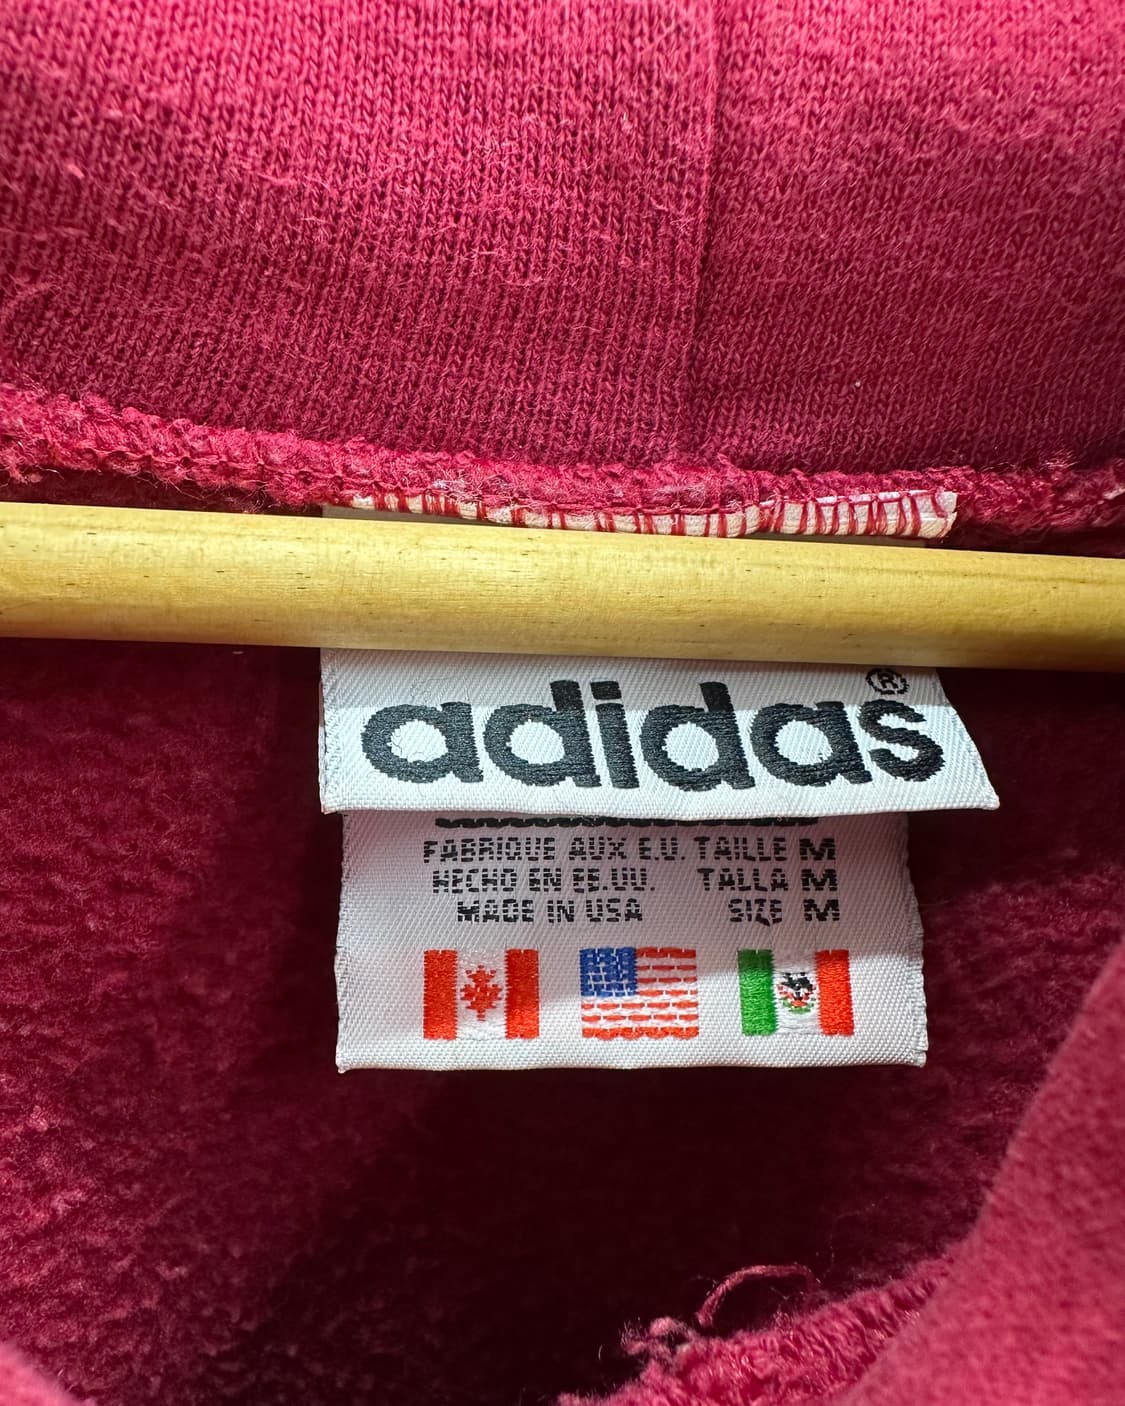 adidas®
FABRIQUE AUX E.U. TAILLE M
HECHO EN EE.UU. TALLA M
MADE IN USA SIZE M